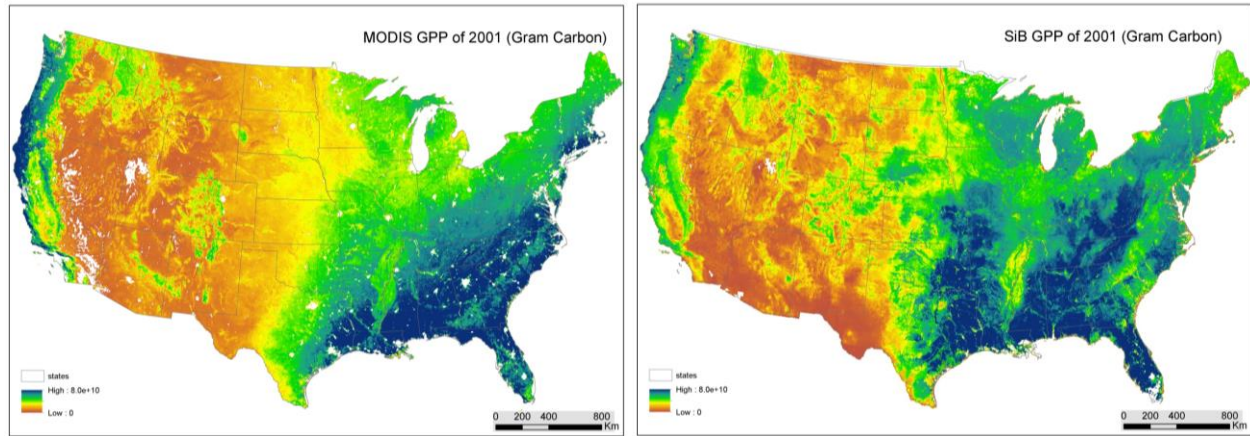 MODIS GPP of 2001 (Gram Carbon)
states
High : 8.0e+10
Low : 0
0 200 400 800
Km
SiB GPP of 2001 (Gram Carbon)
states
High : 8.0e+10
Low : 0
0 200 400 800
Km